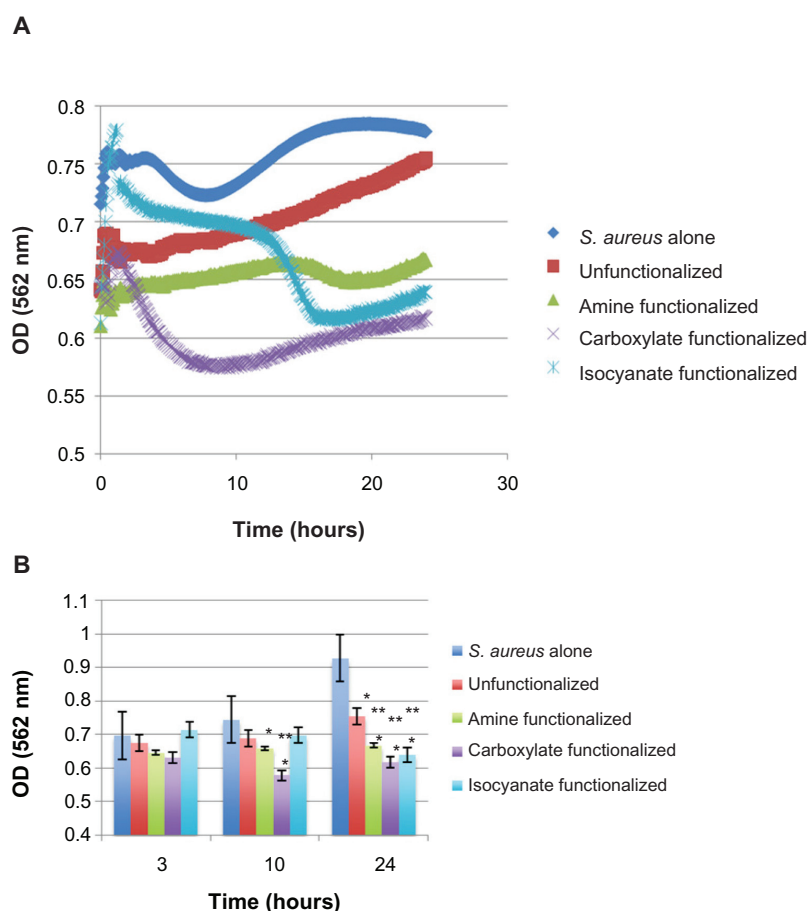 A
0.8
0.75
0.7
0.65
0.6
0.55
0.5
OD (562 nm)
0 10 20 30
Time (hours)
S. aureus alone
Unfunctionalized
Amine functionalized
Carboxylate functionalized
Isocyanate functionalized
B
1.1
1
0.9
0.8
0.7
0.6
0.5
0.4
OD (562 nm)
* ** * * ** * ** * ** *
3 10 24
Time (hours)
S. aureus alone
Unfunctionalized
Amine functionalized
Carboxylate functionalized
Isocyanate functionalized